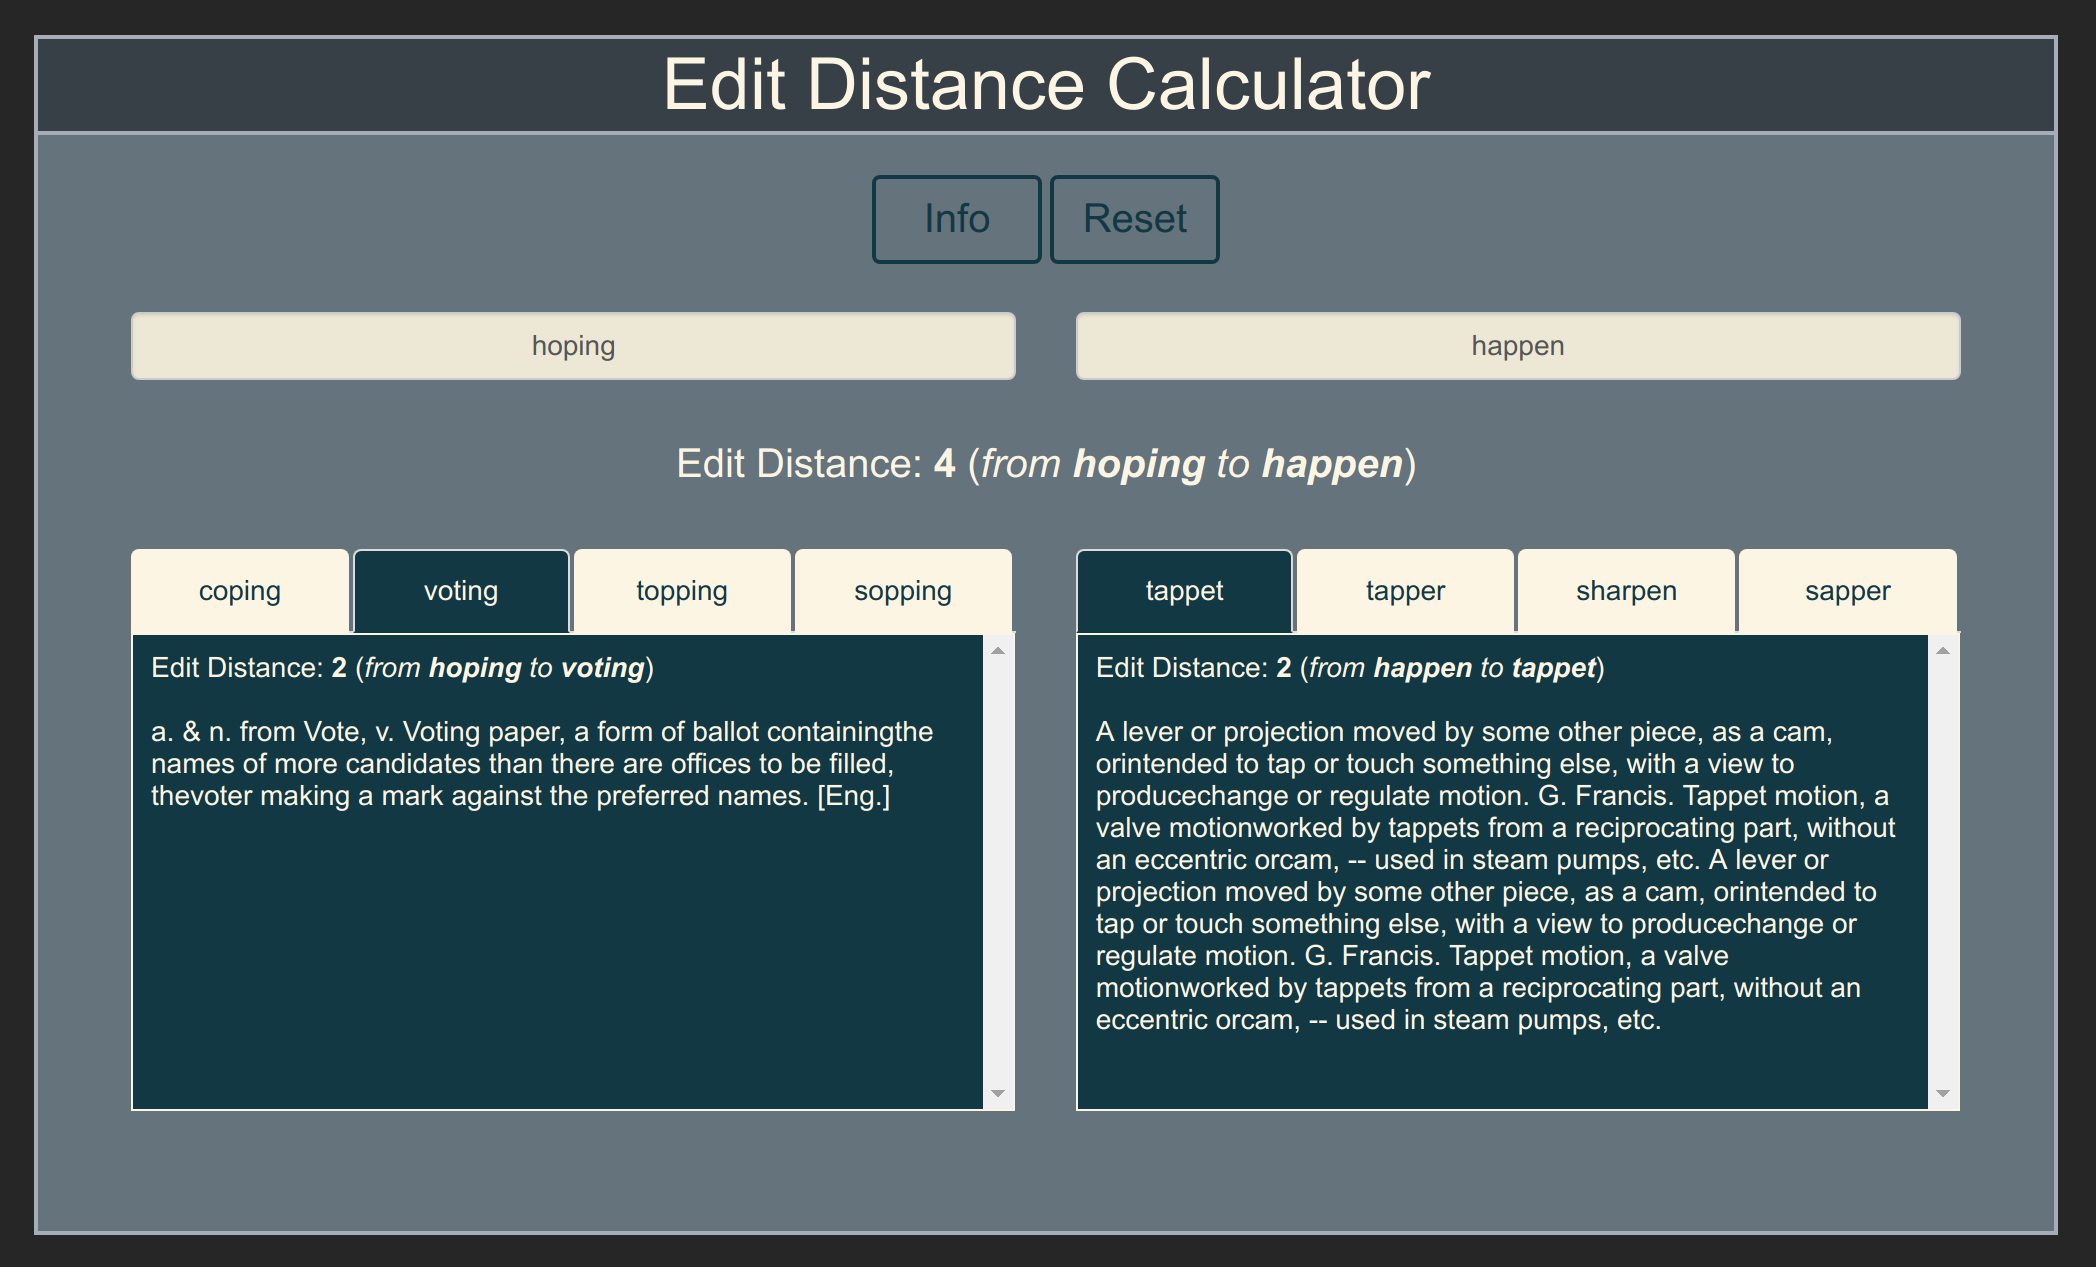 Edit Distance Calculator
Info
Reset
hoping
happen
Edit Distance: 4 (from hoping to happen)
coping
voting
topping
sopping
Edit Distance: 2 (from hoping to voting)
a. & n. from Vote, v. Voting paper, a form of ballot containingthe
names of more candidates than there are offices to be filled,
thevoter making a mark against the preferred names. [Eng.]
tappet
tapper
sharpen
sapper
Edit Distance: 2 (from happen to tappet)
A lever or projection moved by some other piece, as a cam,
orintended to tap or touch something else, with a view to
producechange or regulate motion. G. Francis. Tappet motion, a
valve motionworked by tappets from a reciprocating part, without
an eccentric orcam, -- used in steam pumps, etc. A lever or
projection moved by some other piece, as a cam, orintended to
tap or touch something else, with a view to producechange or
regulate motion. G. Francis. Tappet motion, a valve
motionworked by tappets from a reciprocating part, without an
eccentric orcam, -- used in steam pumps, etc.